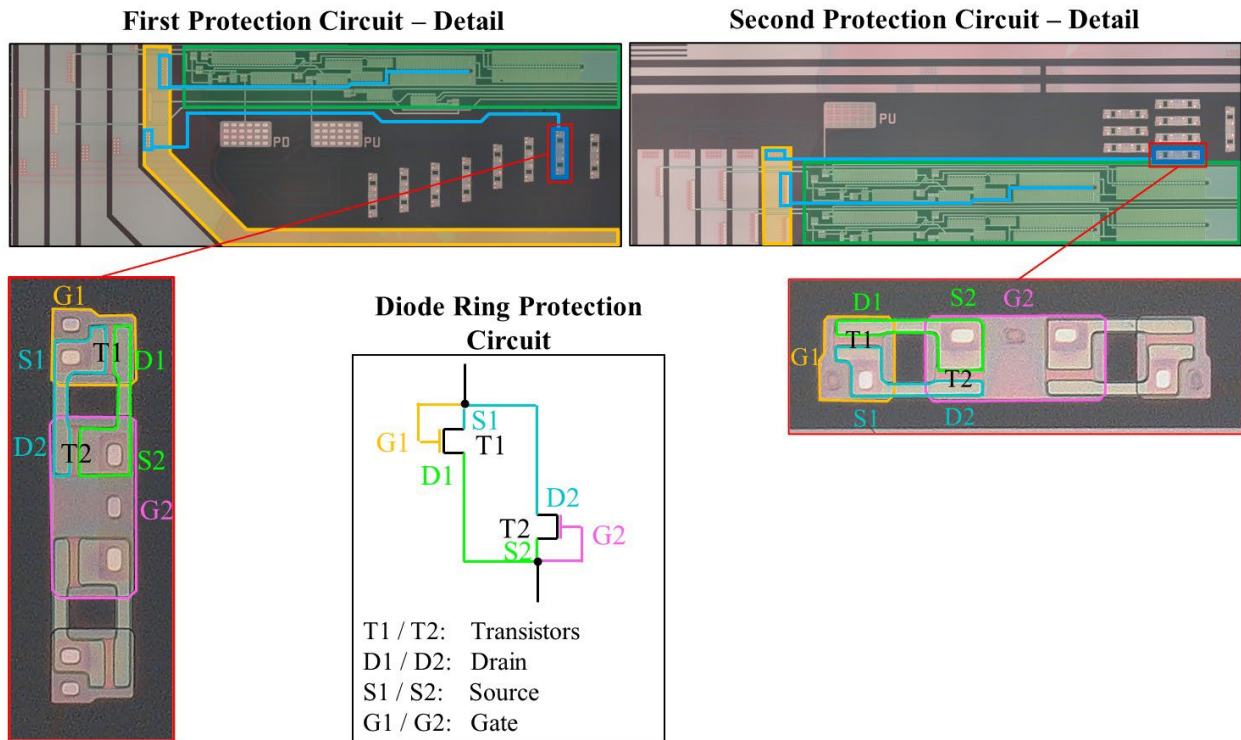 First Protection Circuit – Detail
Second Protection Circuit – Detail
PD
PU
PU
G1
S1
T1
D1
D2
T2
S2
G2
Diode Ring Protection
Circuit
S1
G1
T1
D1
D2
T2
G2
S2
T1 / T2: Transistors
D1 / D2: Drain
S1 / S2: Source
G1 / G2: Gate
D1
S2
G2
T1
G1
T2
S1
D2